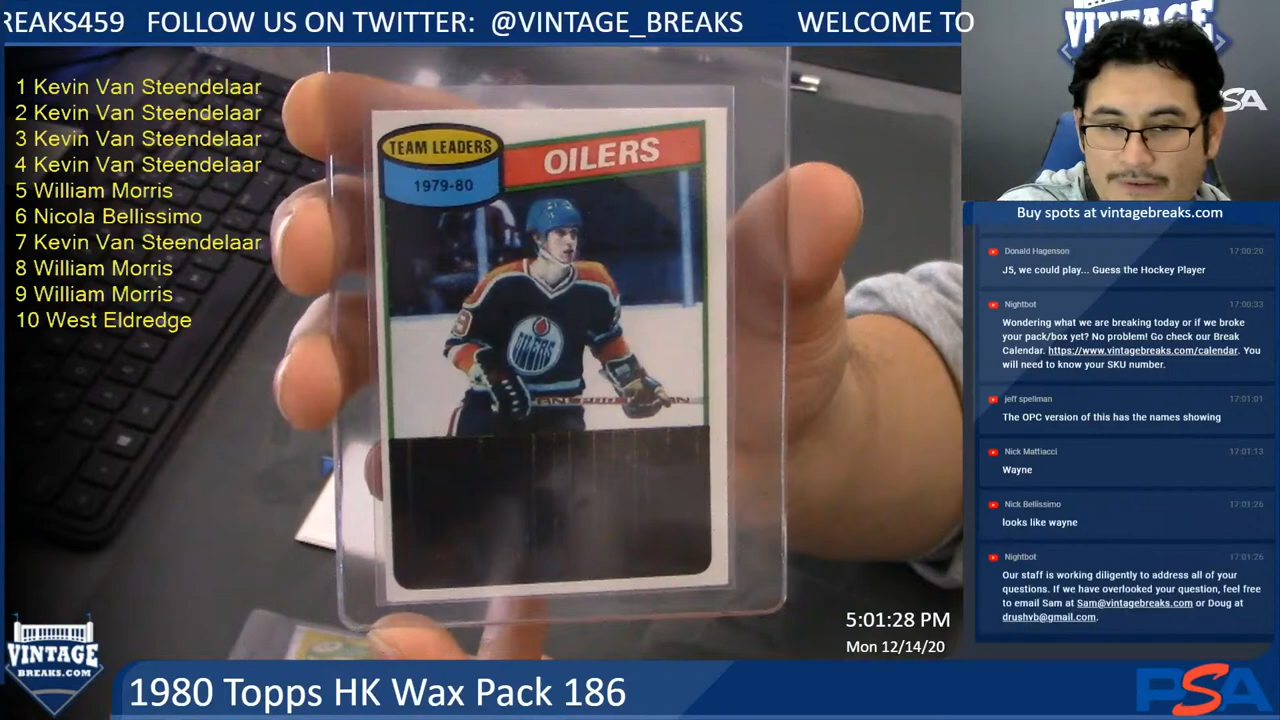 REAKS459 FOLLOW US ON TWITTER: @VINTAGE_BREAKS WELCOME TO
1 Kevin Van Steendelaar
2 Kevin Van Steendelaar
3 Kevin Van Steendelaar
4 Kevin Van Steendelaar
5 William Morris
6 Nicola Bellissimo
7 Kevin Van Steendelaar
8 William Morris
9 William Morris
10 West Eldredge
TEAM LEADERS
1979-80
OILERS
OILERS
VINTAGE
BREAKS
SA
Buy spots at vintagebreaks.com
Donald Hagenson 17:00:20
J5, we could play... Guess the Hockey Player
Nightbot 17:00:33
Wondering what we are breaking today or if we broke
your pack/box yet? No problem! Go check our Break
Calendar. https://www.vintagebreaks.com/calendar. You
will need to know your SKU number.
jeff spellman 17:01:01
The OPC version of this has the names showing
Nick Mattiacci 17:01:13
Wayne
Nick Bellissimo 17:01:26
looks like wayne
Nightbot 17:01:26
Our staff is working diligently to address all of your
questions. If we have overlooked your question, feel free
to email Sam at Sam@vintagebreaks.com or Doug at
drushvb@gmail.com.
5:01:28 PM
Mon 12/14/20
VINTAGE
BREAKS.COM
1980 Topps HK Wax Pack 186
PSA